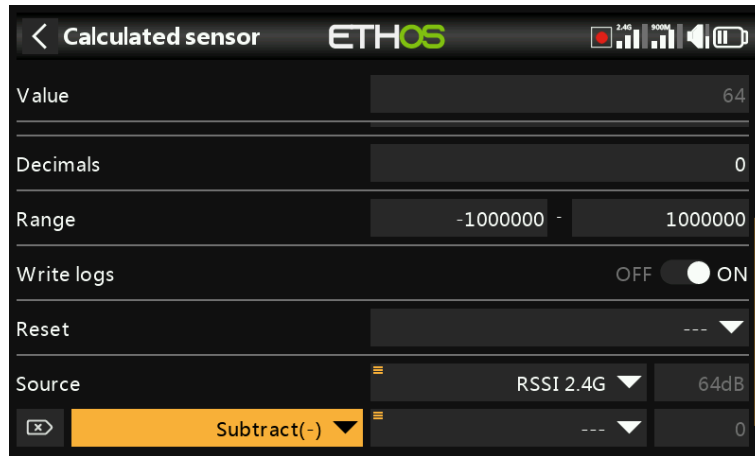 Calculated sensor ETHOS 2.4G 900M
Value 64
Decimals 0
Range -1000000 - 1000000
Write logs OFF ON
Reset ---
Source RSSI 2.4G 64dB
Subtract(-) --- 0